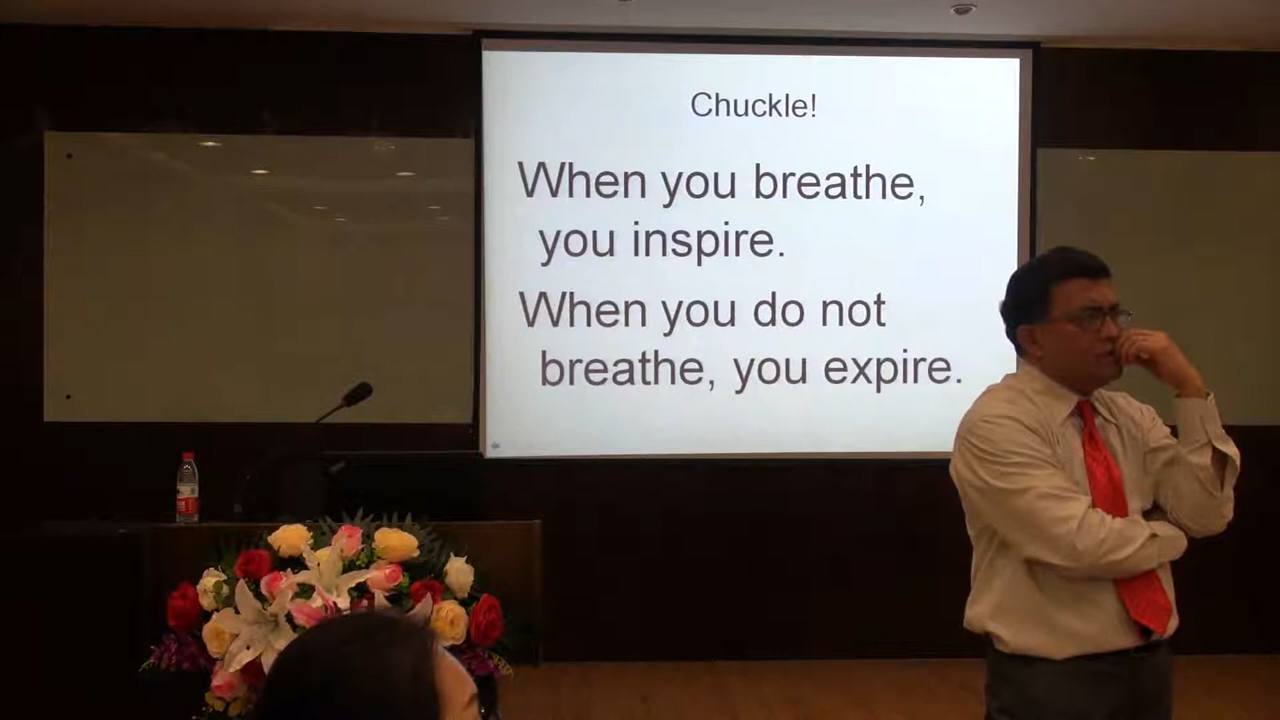 Chuckle!
When you breathe,
you inspire.
When you do not
breathe, you expire.